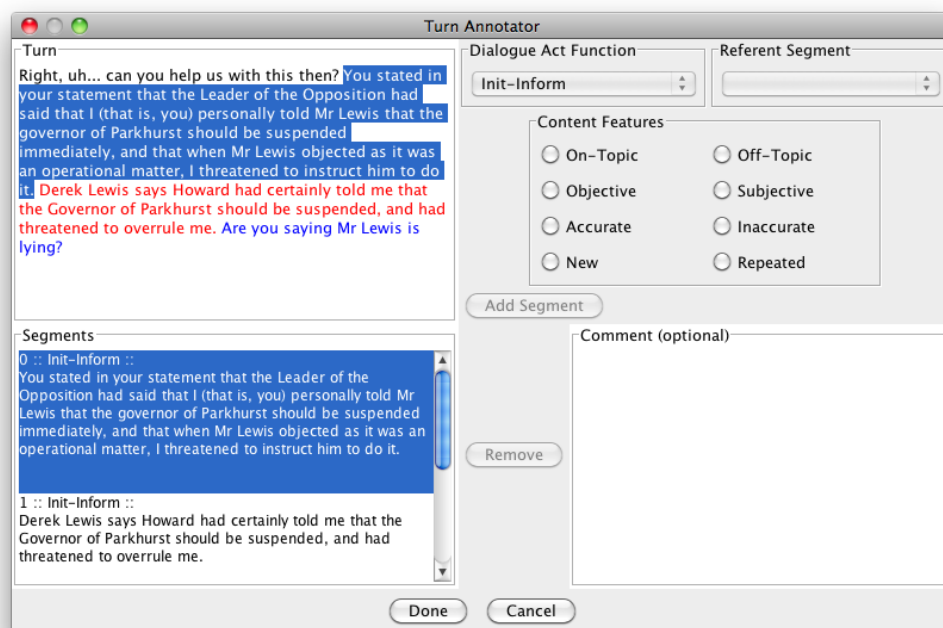 Turn Annotator
Turn
Right, uh... can you help us with this then? You stated in
your statement that the Leader of the Opposition had
said that I (that is, you) personally told Mr Lewis that the
governor of Parkhurst should be suspended
immediately, and that when Mr Lewis objected as it was
an operational matter, I threatened to instruct him to do
it. Derek Lewis says Howard had certainly told me that
the Governor of Parkhurst should be suspended, and had
threatened to overrule me. Are you saying Mr Lewis is
lying?
Dialogue Act Function
Init-Inform
Referent Segment
Content Features
On-Topic
Off-Topic
Objective
Subjective
Accurate
Inaccurate
New
Repeated
Add Segment
Segments
0 :: Init-Inform ::
You stated in your statement that the Leader of the
Opposition had said that I (that is, you) personally told Mr
Lewis that the governor of Parkhurst should be suspended
immediately, and that when Mr Lewis objected as it was an
operational matter, I threatened to instruct him to do it.
1 :: Init-Inform ::
Derek Lewis says Howard had certainly told me that the
Governor of Parkhurst should be suspended, and had
threatened to overrule me.
Remove
Comment (optional)
Done
Cancel